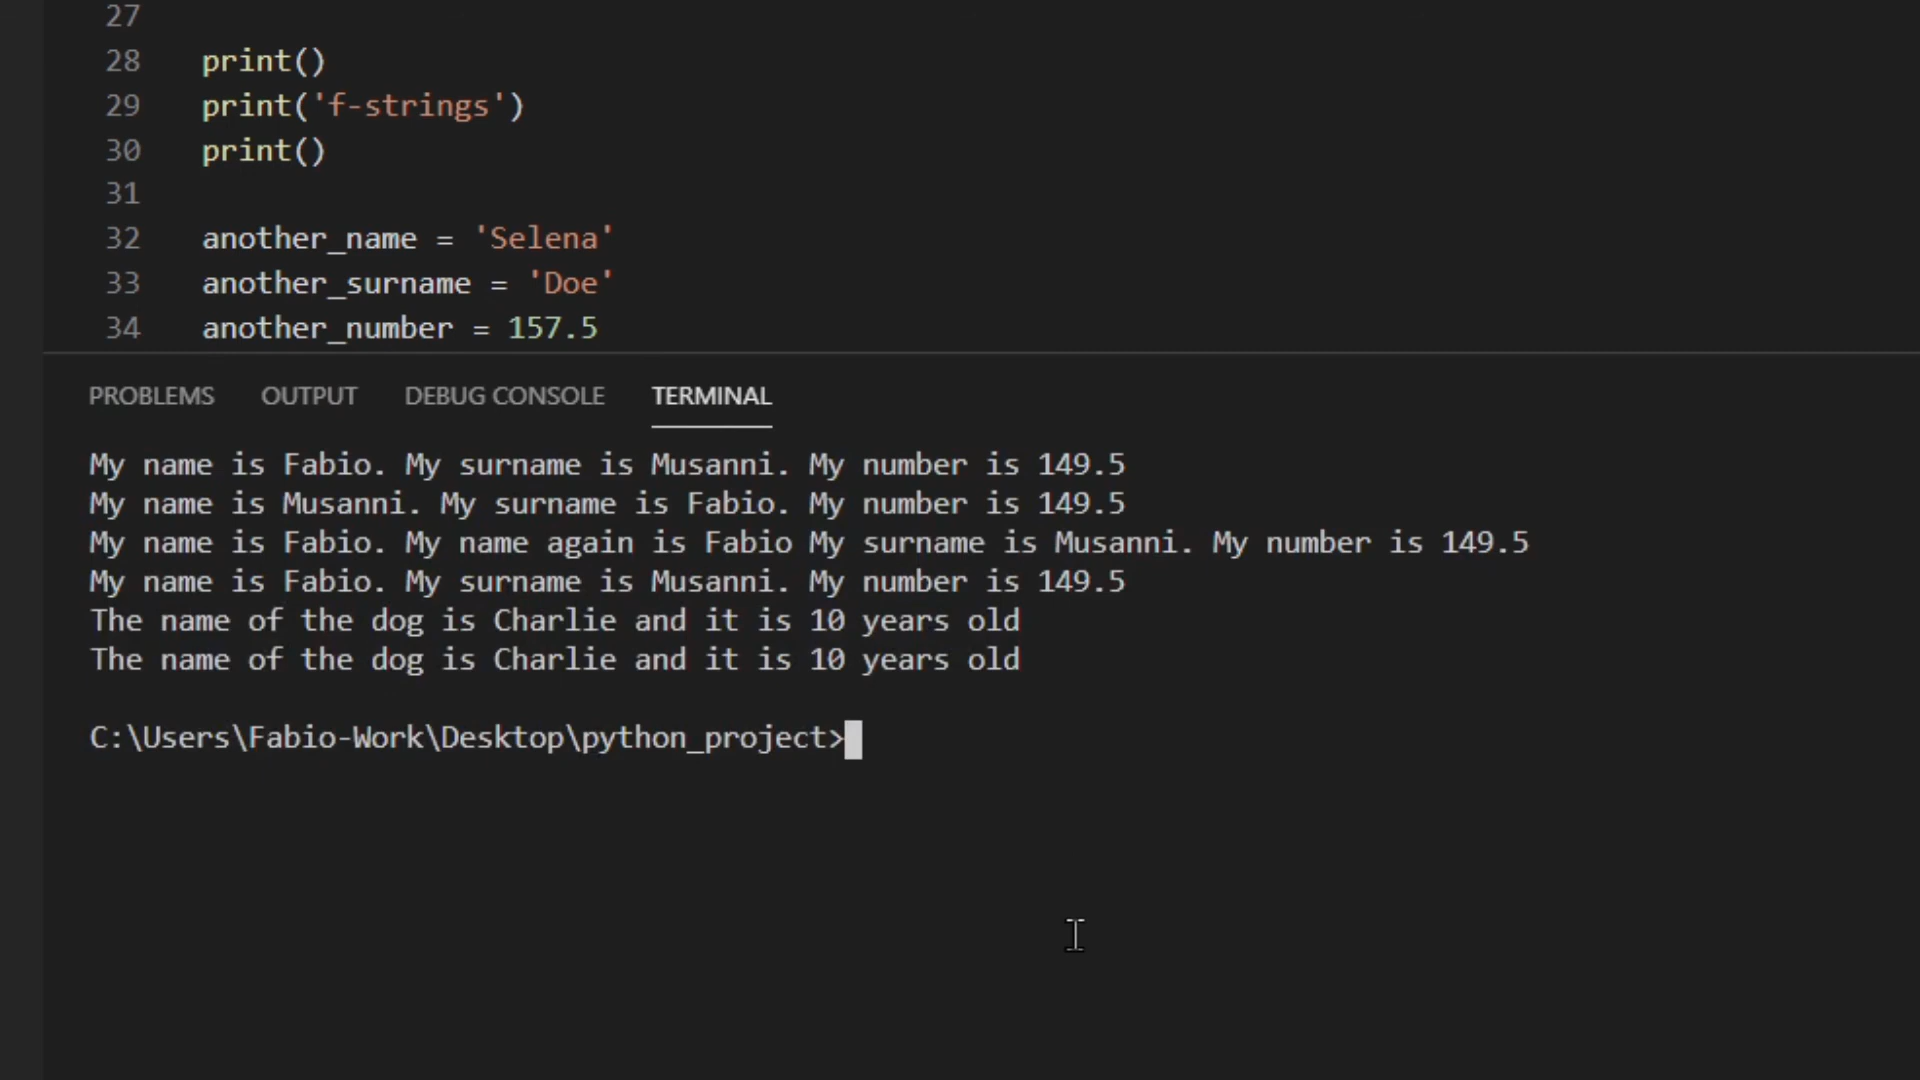 27
28 print()
29 print('f-strings')
30 print()
31
32 another_name = 'Selena'
33 another_surname = 'Doe'
34 another_number = 157.5
PROBLEMS OUTPUT DEBUG CONSOLE TERMINAL
My name is Fabio. My surname is Musanni. My number is 149.5
My name is Musanni. My surname is Fabio. My number is 149.5
My name is Fabio. My name again is Fabio My surname is Musanni. My number is 149.5
My name is Fabio. My surname is Musanni. My number is 149.5
The name of the dog is Charlie and it is 10 years old
The name of the dog is Charlie and it is 10 years old
C:\Users\Fabio-Work\Desktop\python_project>